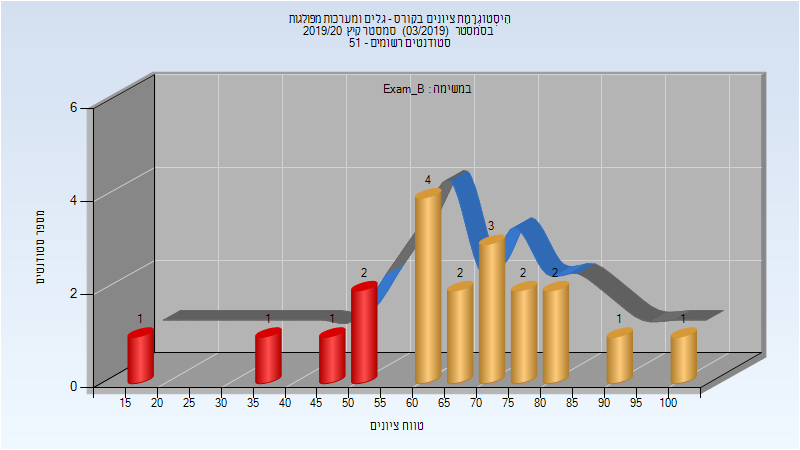 הִיסטוֹגְרָמַת ציונים בקורס - גלים ומערכות מפולגות
בסמסטר (03/2019) סמסטר קיץ 2019/20
סטודנטים רשומים - 51
במשימה : Exam_B
מספר סטודנטים
6
4
2
0
1
1
1
2
4
2
3
2
2
1
1
15 20 25 30 35 40 45 50 55 60 65 70 75 80 85 90 95 100
טווח ציונים